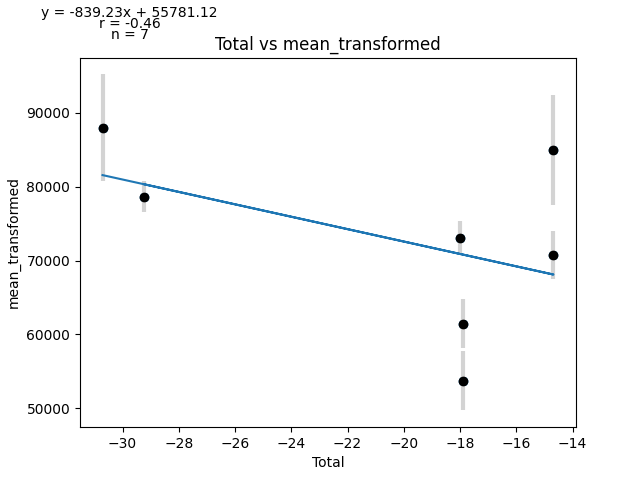 y = -839.23x + 55781.12
r = -0.46
n = 7
Total vs mean_transformed
90000
80000
70000
60000
50000
mean_transformed
−30 −28 −26 −24 −22 −20 −18 −16 −14
Total